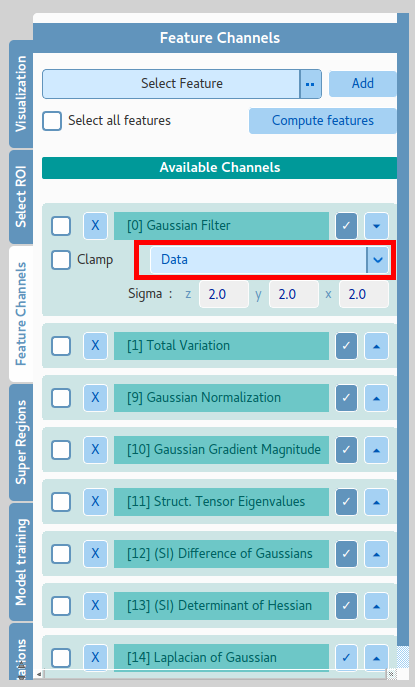 Feature Channels
Visualization
Select ROI
Feature Channels
Super Regions
Model training
Select Feature
Add
Select all features
Compute features
Available Channels
X [0] Gaussian Filter ✓
Clamp Data
Sigma : z 2.0 y 2.0 x 2.0
X [1] Total Variation ✓
X [9] Gaussian Normalization ✓
X [10] Gaussian Gradient Magnitude ✓
X [11] Struct. Tensor Eigenvalues ✓
X [12] (SI) Difference of Gaussians ✓
X [13] (SI) Determinant of Hessian ✓
X [14] Laplacian of Gaussian ✓